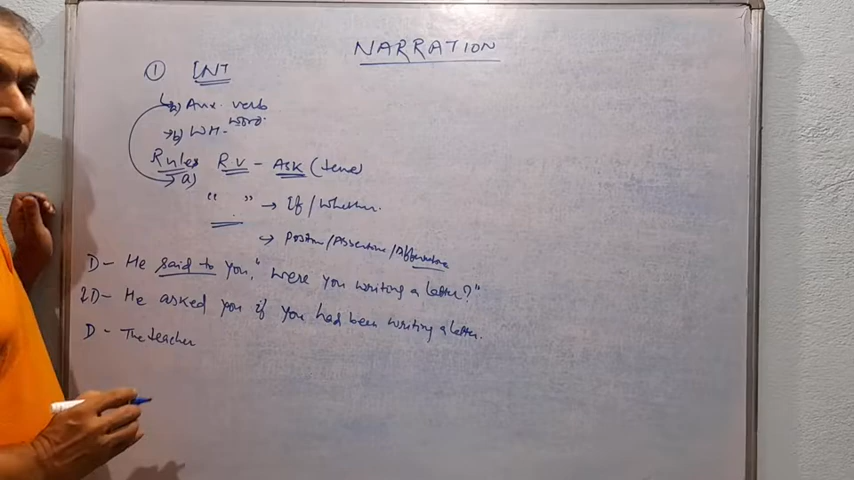 NARRATION
① INT
↳ a) Aux. verb
→ b) WH- word.
Rules RV - Ask (tense)
→ a)
" . " → If/Whether.
→ Positive/Assertive/Affirmative
D- He said to you, "Were you writing a letter?"
ID- He asked you if you had been writing a letter.
D- The teacher